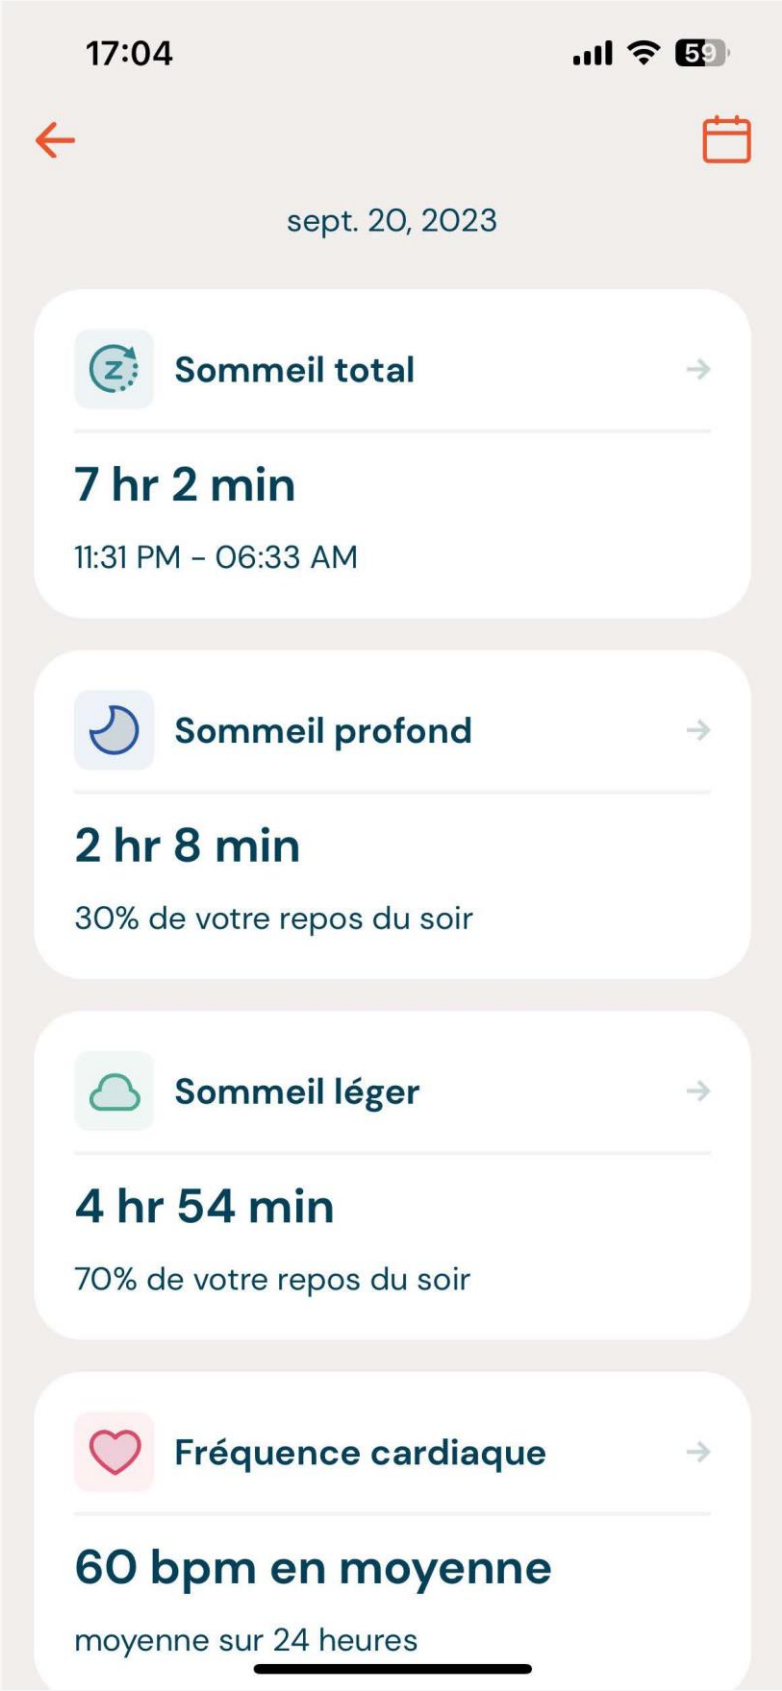 17:04
59
sept. 20, 2023
Sommeil total
7 hr 2 min
11:31 PM - 06:33 AM
Sommeil profond
2 hr 8 min
30% de votre repos du soir
Sommeil léger
4 hr 54 min
70% de votre repos du soir
Fréquence cardiaque
60 bpm en moyenne
moyenne sur 24 heures